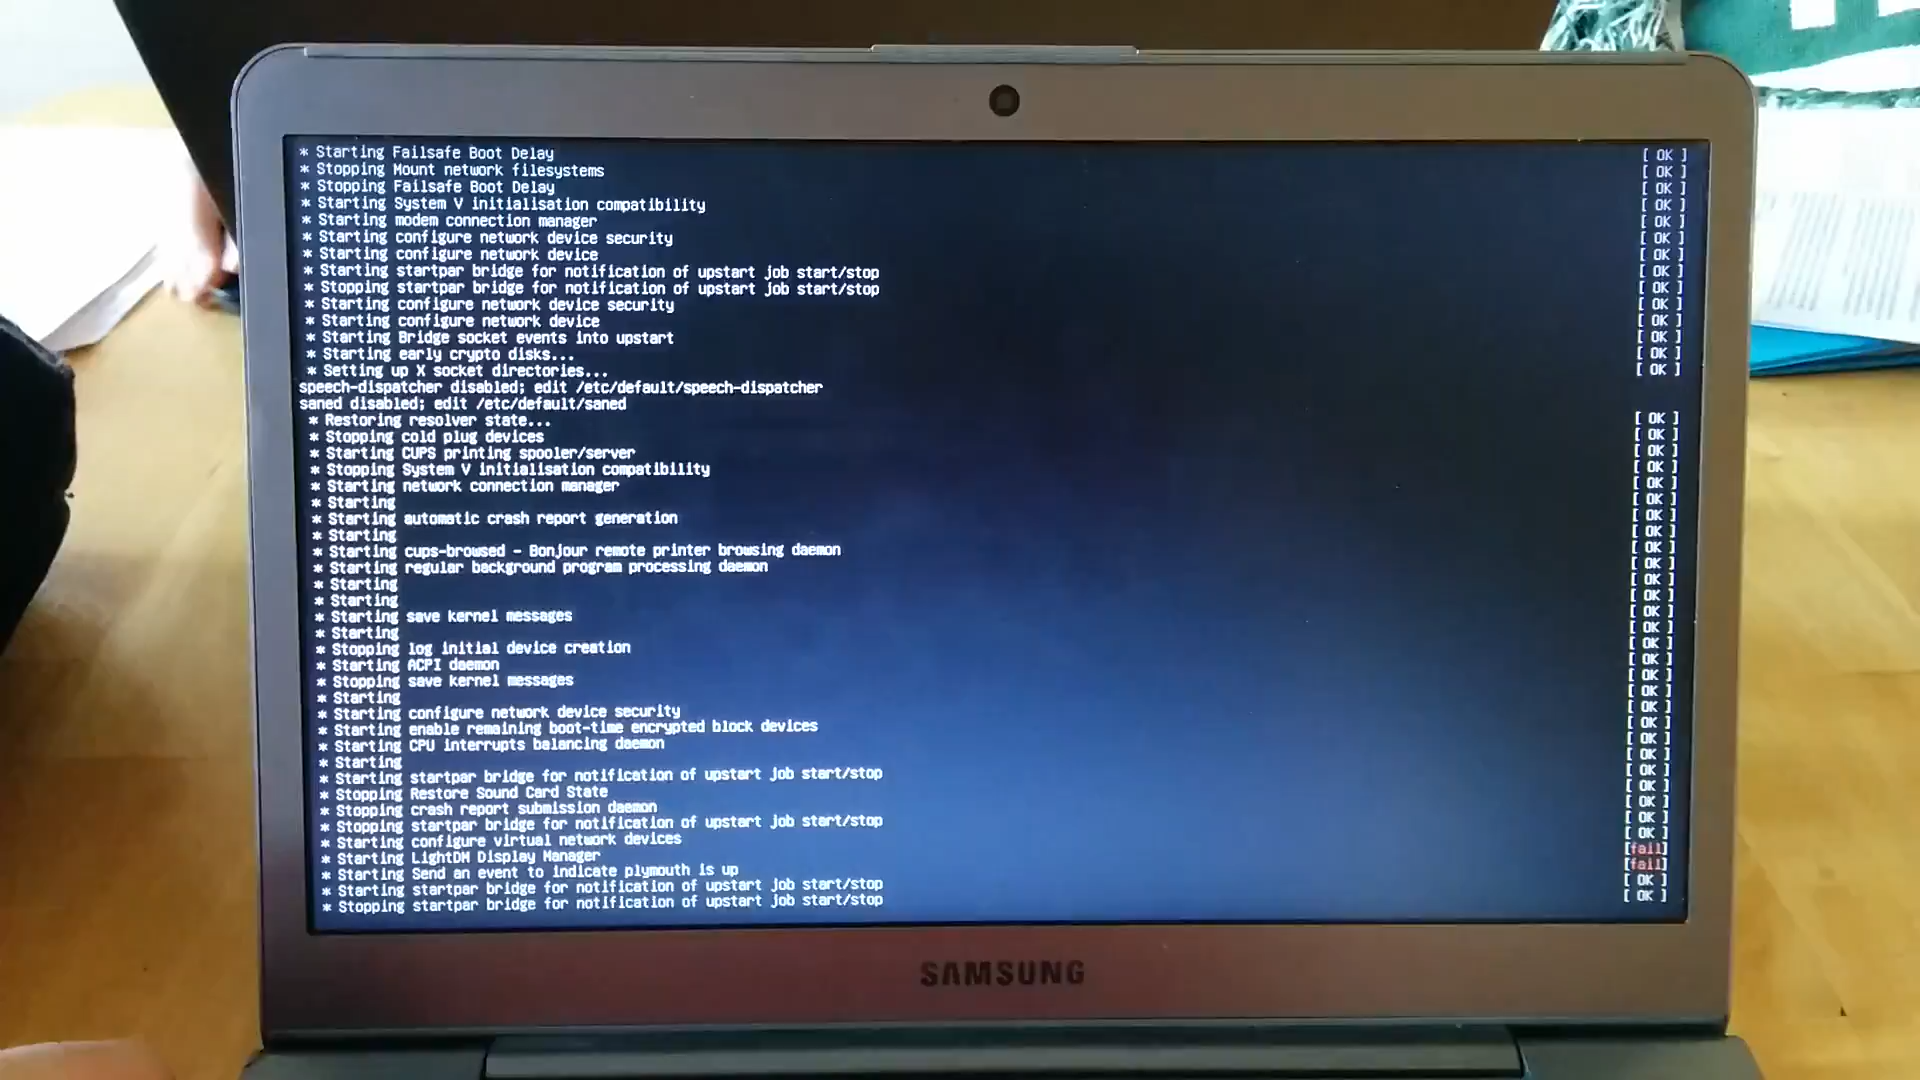 * Starting Failsafe Boot Delay [ OK ]
* Stopping Mount network filesystems [ OK ]
* Stopping Failsafe Boot Delay [ OK ]
* Starting System V initialisation compatibility [ OK ]
* Starting modem connection manager [ OK ]
* Starting configure network device security [ OK ]
* Starting configure network device [ OK ]
* Starting startpar bridge for notification of upstart job start/stop [ OK ]
* Stopping startpar bridge for notification of upstart job start/stop [ OK ]
* Starting configure network device security [ OK ]
* Starting configure network device [ OK ]
* Starting Bridge socket events into upstart [ OK ]
* Starting early crypto disks... [ OK ]
* Setting up X socket directories... [ OK ]
speech-dispatcher disabled; edit /etc/default/speech-dispatcher
saned disabled; edit /etc/default/saned
* Restoring resolver state... [ OK ]
* Stopping cold plug devices [ OK ]
* Starting CUPS printing spooler/server [ OK ]
* Stopping System V initialisation compatibility [ OK ]
* Starting network connection manager [ OK ]
* Starting [ OK ]
* Starting automatic crash report generation [ OK ]
* Starting [ OK ]
* Starting cups-browsed - Bonjour remote printer browsing daemon [ OK ]
* Starting regular background program processing daemon [ OK ]
* Starting [ OK ]
* Starting [ OK ]
* Starting save kernel messages [ OK ]
* Starting [ OK ]
* Stopping log initial device creation [ OK ]
* Starting ACPI daemon [ OK ]
* Stopping save kernel messages [ OK ]
* Starting [ OK ]
* Starting configure network device security [ OK ]
* Starting enable remaining boot-time encrypted block devices [ OK ]
* Starting CPU interrupts balancing daemon [ OK ]
* Starting [ OK ]
* Starting startpar bridge for notification of upstart job start/stop [ OK ]
* Stopping Restore Sound Card State [ OK ]
* Stopping crash report submission daemon [ OK ]
* Stopping startpar bridge for notification of upstart job start/stop [ OK ]
* Starting configure virtual network devices [ OK ]
* Starting LightDM Display Manager [fail]
* Starting Send an event to indicate plymouth is up [fail]
* Starting startpar bridge for notification of upstart job start/stop [ OK ]
* Stopping startpar bridge for notification of upstart job start/stop [ OK ]
SAMSUNG